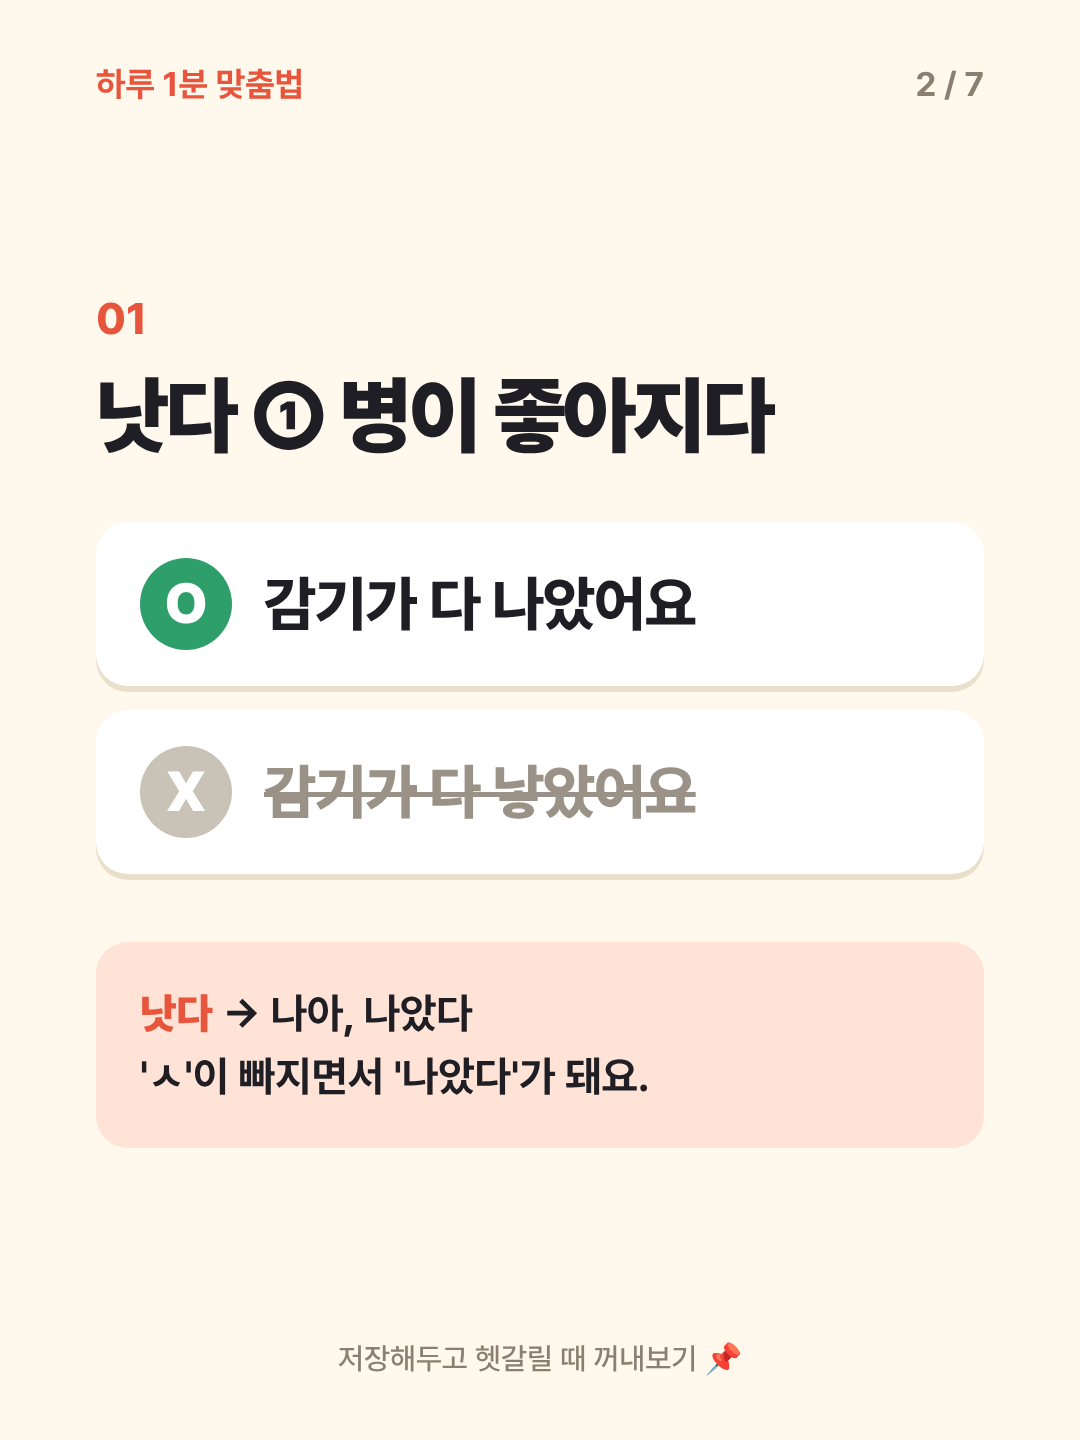 하루 1분 맞춤법
2 / 7
01
낫다 ① 병이 좋아지다
O 감기가 다 나았어요
X 감기가 다 낳았어요
낫다 → 나아, 나았다
'ㅅ'이 빠지면서 '나았다'가 돼요.
저장해두고 헷갈릴 때 꺼내보기 📌